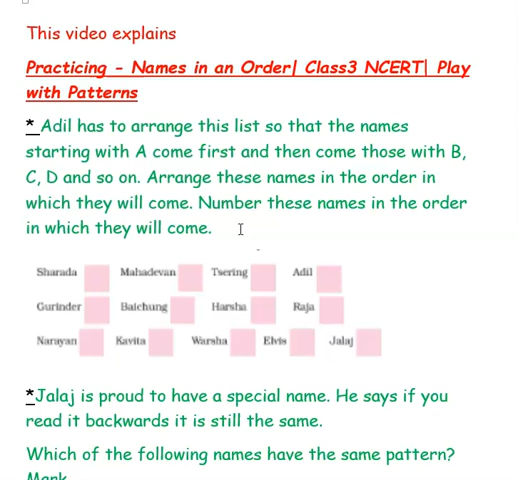 This video explains
Practicing - Names in an Order| Class3 NCERT| Play
with Patterns
* Adil has to arrange this list so that the names
starting with A come first and then come those with B,
C, D and so on. Arrange these names in the order in
which they will come. Number these names in the order
in which they will come.
Sharada Mahadevan Tsering Adil
Gurinder Baichung Harsha Raja
Narayan Kavita Warsha Elvis Jalaj
*Jalaj is proud to have a special name. He says if you
read it backwards it is still the same.
Which of the following names have the same pattern?
Mark